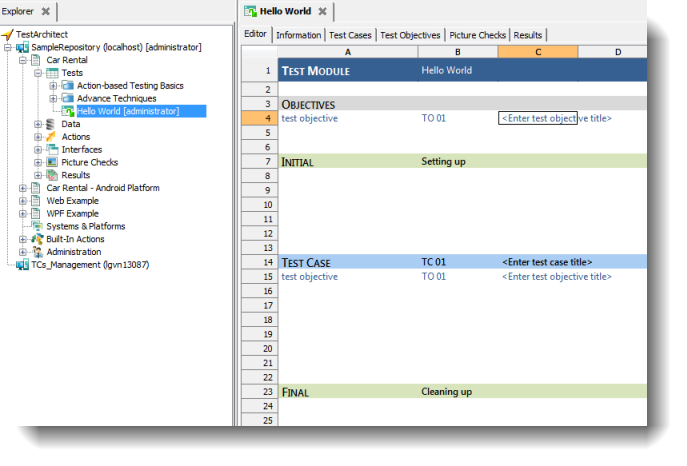 Explorer
TestArchitect
SampleRepository (localhost) [administrator]
Car Rental
Tests
Action-based Testing Basics
Advance Techniques
Hello World [administrator]
Data
Actions
Interfaces
Picture Checks
Results
Car Rental - Android Platform
Web Example
WPF Example
Systems & Platforms
Built-In Actions
Administration
TCs_Management (lgvn13087)
Hello World
Editor Information Test Cases Test Objectives Picture Checks Results
A B C D
1 TEST MODULE Hello World
2
3 OBJECTIVES
4 test objective TO 01 <Enter test objective title>
5
6
7 INITIAL Setting up
8
9
10
11
12
13
14 TEST CASE TC 01 <Enter test case title>
15 test objective TO 01 <Enter test objective title>
16
17
18
19
20
21
22
23 FINAL Cleaning up
24
25